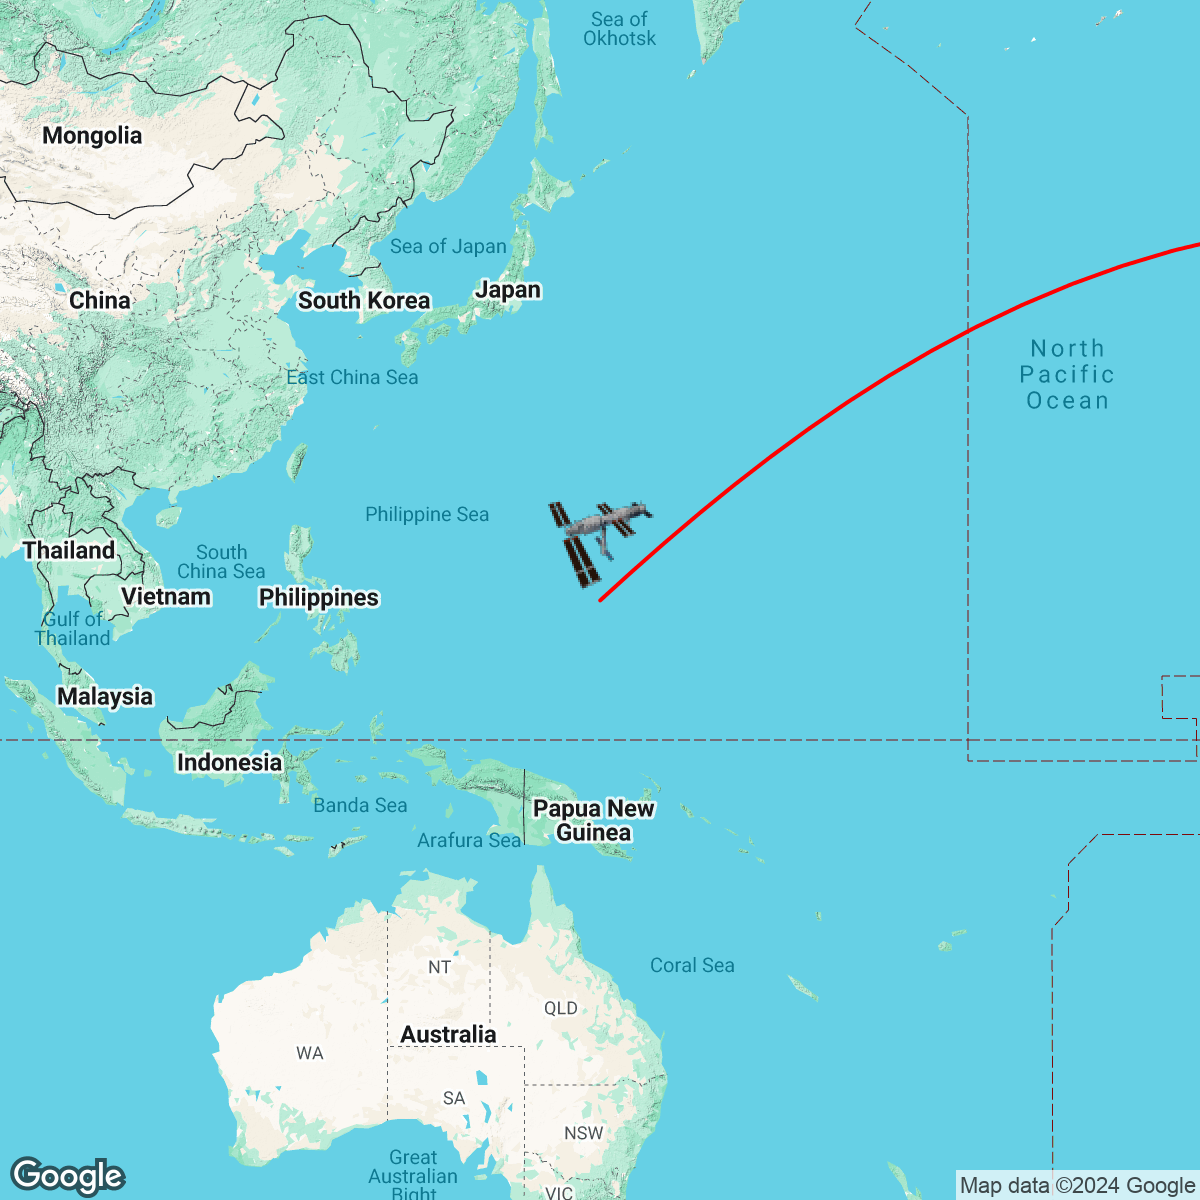 Sea of
Okhotsk
Mongolia
Sea of Japan
Japan
South Korea
China
North
Pacific
Ocean
East China Sea
Philippine Sea
Thailand
South
China Sea
Vietnam
Philippines
Gulf of
Thailand
Malaysia
Indonesia
Banda Sea
Papua New
Guinea
Arafura Sea
NT
Coral Sea
QLD
Australia
WA
SA
NSW
Great
Australian
Bight
VIC
Google
Map data ©2024 Google